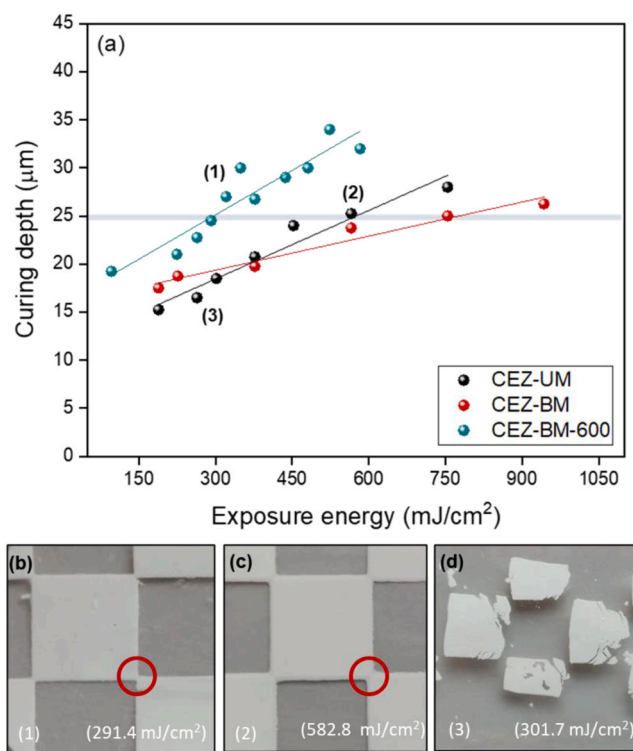 (a)
45
40
35
30
25
20
15
10
5
0
Curing depth (μm)
(1)
(2)
(3)
CEZ-UM
CEZ-BM
CEZ-BM-600
150 300 450 600 750 900 1050
Exposure energy (mJ/cm²)
(b) (c) (d)
(1) (291.4 mJ/cm²) (2) (582.8 mJ/cm²) (3) (301.7 mJ/cm²)